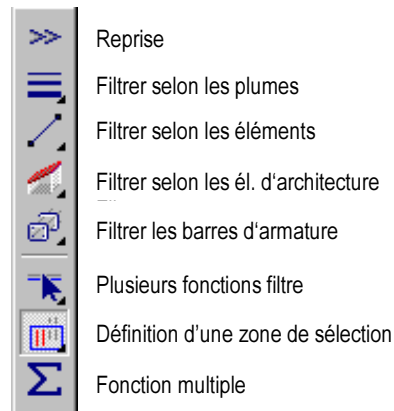 Reprise
Filtrer selon les plumes
Filtrer selon les éléments
Filtrer selon les él. d‘architecture
Filtrer les barres d‘armature
Plusieurs fonctions filtre
Définition d’une zone de sélection
Fonction multiple